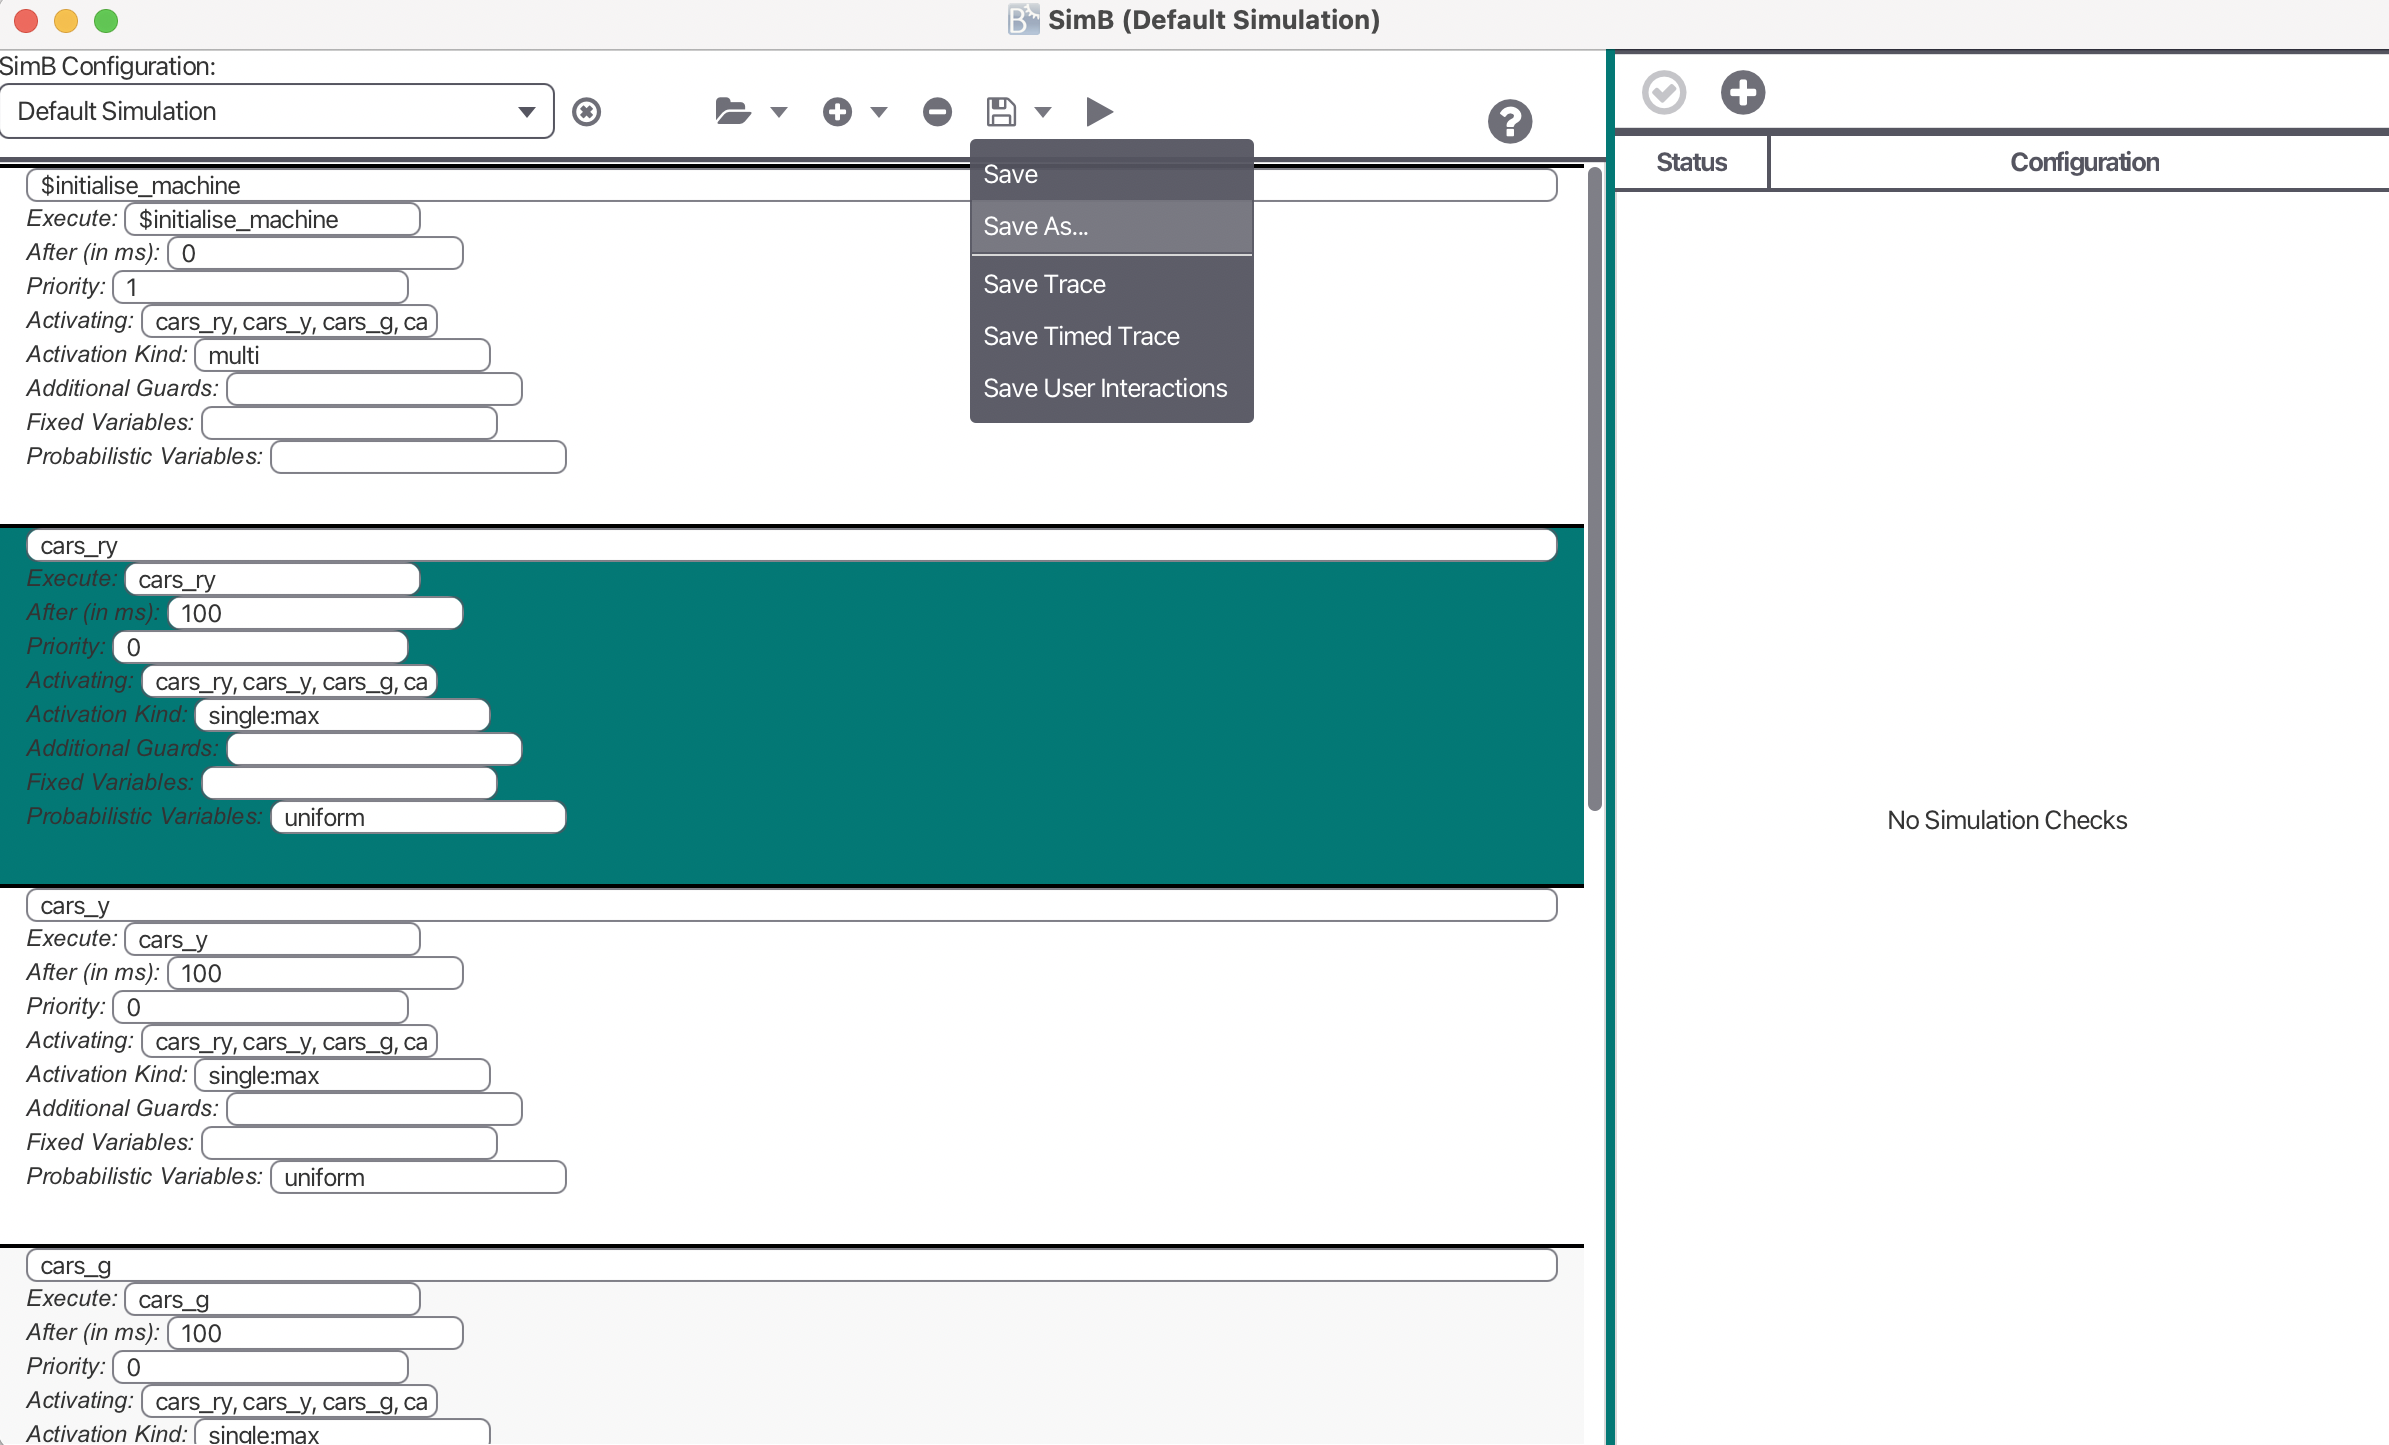 SimB (Default Simulation)
SimB Configuration:
Default Simulation
Save
Save As...
Save Trace
Save Timed Trace
Save User Interactions
$initialise_machine
Execute: $initialise_machine
After (in ms): 0
Priority: 1
Activating: cars_ry, cars_y, cars_g, ca
Activation Kind: multi
Additional Guards:
Fixed Variables:
Probabilistic Variables:
cars_ry
Execute: cars_ry
After (in ms): 100
Priority: 0
Activating: cars_ry, cars_y, cars_g, ca
Activation Kind: single:max
Additional Guards:
Fixed Variables:
Probabilistic Variables: uniform
cars_y
Execute: cars_y
After (in ms): 100
Priority: 0
Activating: cars_ry, cars_y, cars_g, ca
Activation Kind: single:max
Additional Guards:
Fixed Variables:
Probabilistic Variables: uniform
cars_g
Execute: cars_g
After (in ms): 100
Priority: 0
Activating: cars_ry, cars_y, cars_g, ca
Activation Kind: single:max
Status Configuration
No Simulation Checks